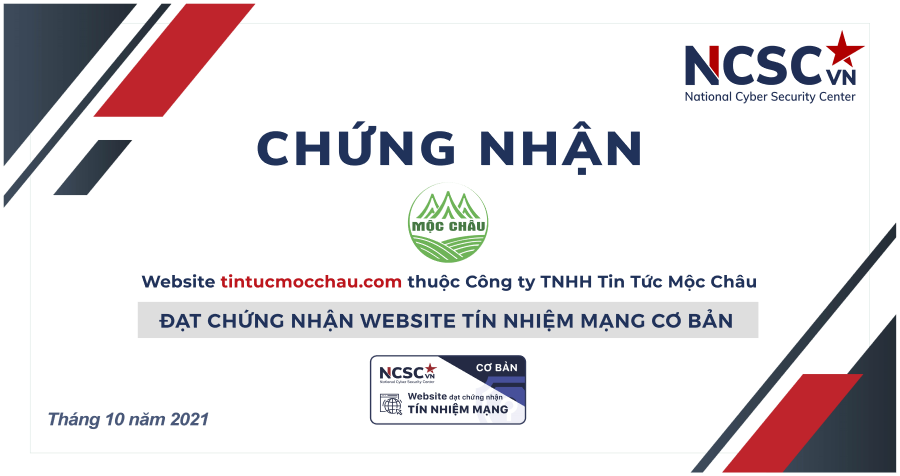 NCSC VN
National Cyber Security Center
CHỨNG NHẬN
MỘC CHÂU
Website tintucmocchau.com thuộc Công ty TNHH Tin Tức Mộc Châu
ĐẠT CHỨNG NHẬN WEBSITE TÍN NHIỆM MẠNG CƠ BẢN
NCSC VN
National Cyber Security Center
CƠ BẢN
Website đạt chứng nhận
TÍN NHIỆM MẠNG
Tháng 10 năm 2021